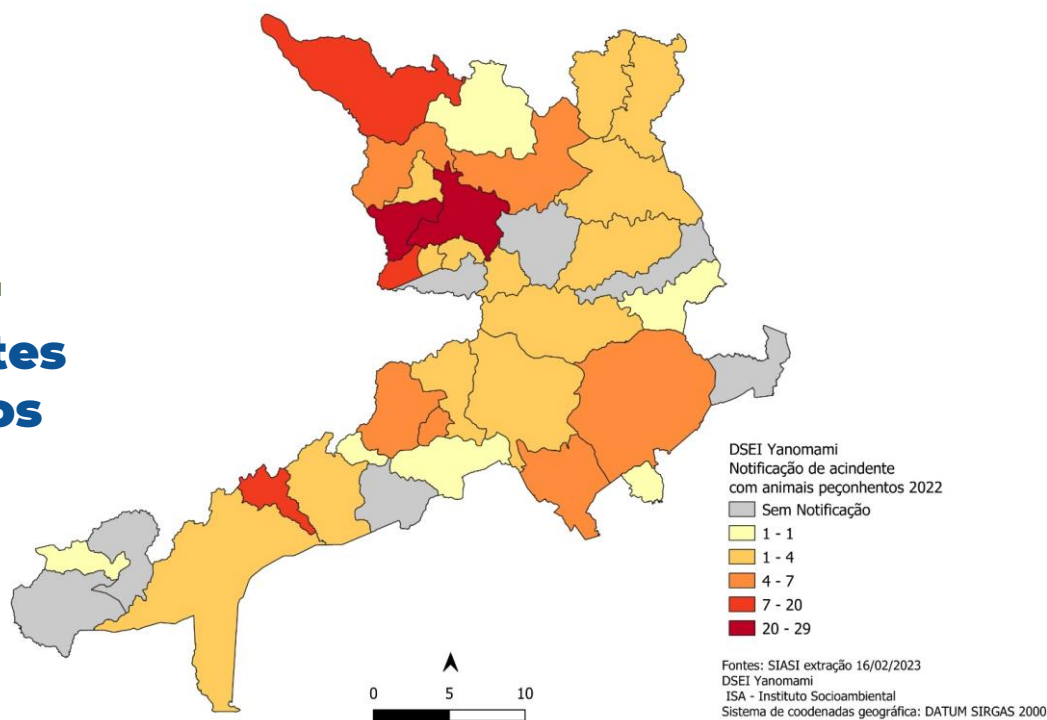 tes
os
DSEI Yanomami
Notificação de acindente
com animais peçonhentos 2022
Sem Notificação
1 - 1
1 - 4
4 - 7
7 - 20
20 - 29
0 5 10
Fontes: SIASI extração 16/02/2023
DSEI Yanomami
ISA - Instituto Socioambiental
Sistema de coodenadas geográfica: DATUM SIRGAS 2000